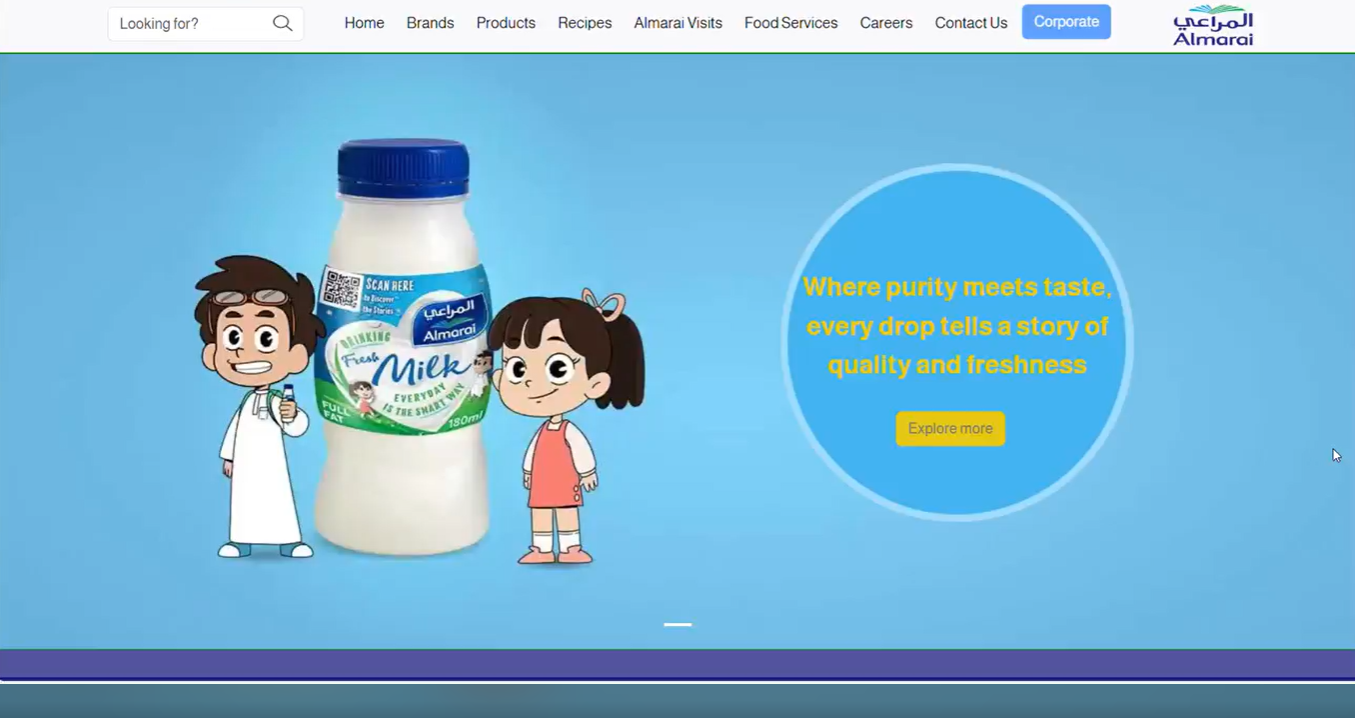 Looking for?
Home Brands Products Recipes Almarai Visits Food Services Careers Contact Us Corporate
المراعي
Almarai
SCAN HERE
to Discover
the Stories
المراعي
Almarai
DRINKING
Fresh
Milk
EVERYDAY
IS THE SMART WAY
FULL
FAT
180ml
Where purity meets taste,
every drop tells a story of
quality and freshness
Explore more